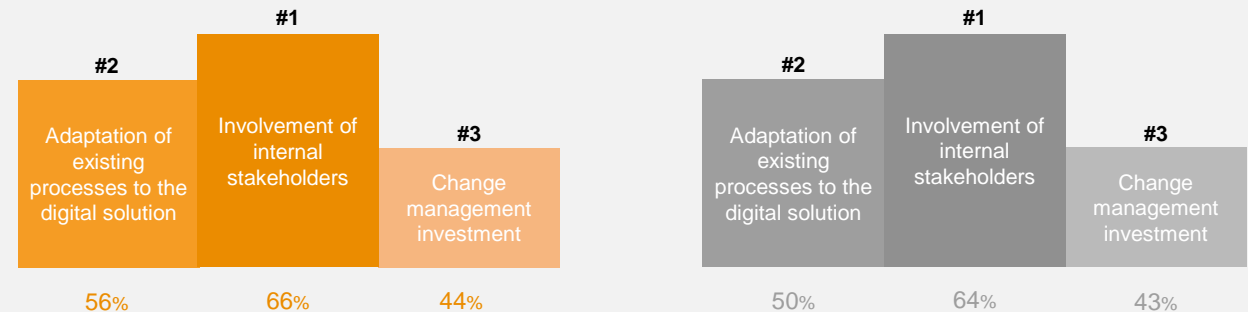 #1
#2
Adaptation of
existing
processes to the
digital solution
Involvement of
internal
stakeholders
#3
Change
management
investment
56%
66%
44%
#1
#2
Adaptation of
existing
processes to the
digital solution
Involvement of
internal
stakeholders
#3
Change
management
investment
50%
64%
43%